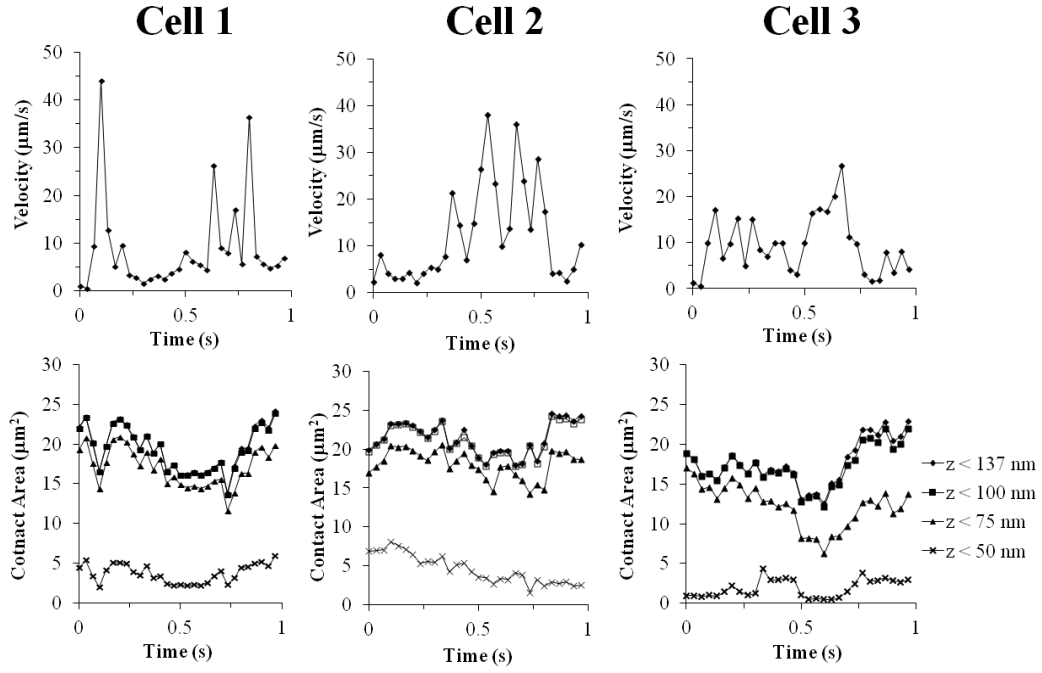 Cell 1 Cell 2 Cell 3
Velocity (µm/s)
50
40
30
20
10
0
0 0.5 1
Time (s)
Velocity (µm/s)
50
40
30
20
10
0
0 0.5 1
Time (s)
Velocity (µm/s)
50
40
30
20
10
0
0 0.5 1
Time (s)
Cotnact Area (µm²)
30
25
20
15
10
5
0
0 0.5 1
Time (s)
Contact Area (µm²)
30
25
20
15
10
5
0
0 0.5 1
Time (s)
Cotnact Area (µm²)
30
25
20
15
10
5
0
0 0.5 1
Time (s)
z < 137 nm
z < 100 nm
z < 75 nm
z < 50 nm